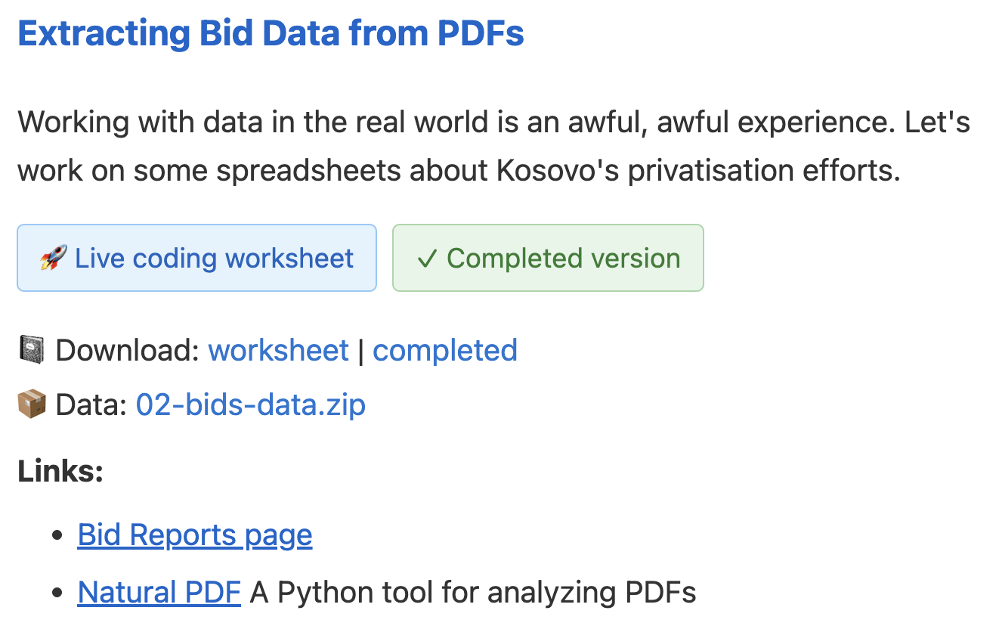 Extracting Bid Data from PDFs
Working with data in the real world is an awful, awful experience. Let's
work on some spreadsheets about Kosovo's privatisation efforts.
🚀 Live coding worksheet ✓ Completed version
📓 Download: worksheet | completed
📦 Data: 02-bids-data.zip
Links:
• Bid Reports page
• Natural PDF A Python tool for analyzing PDFs